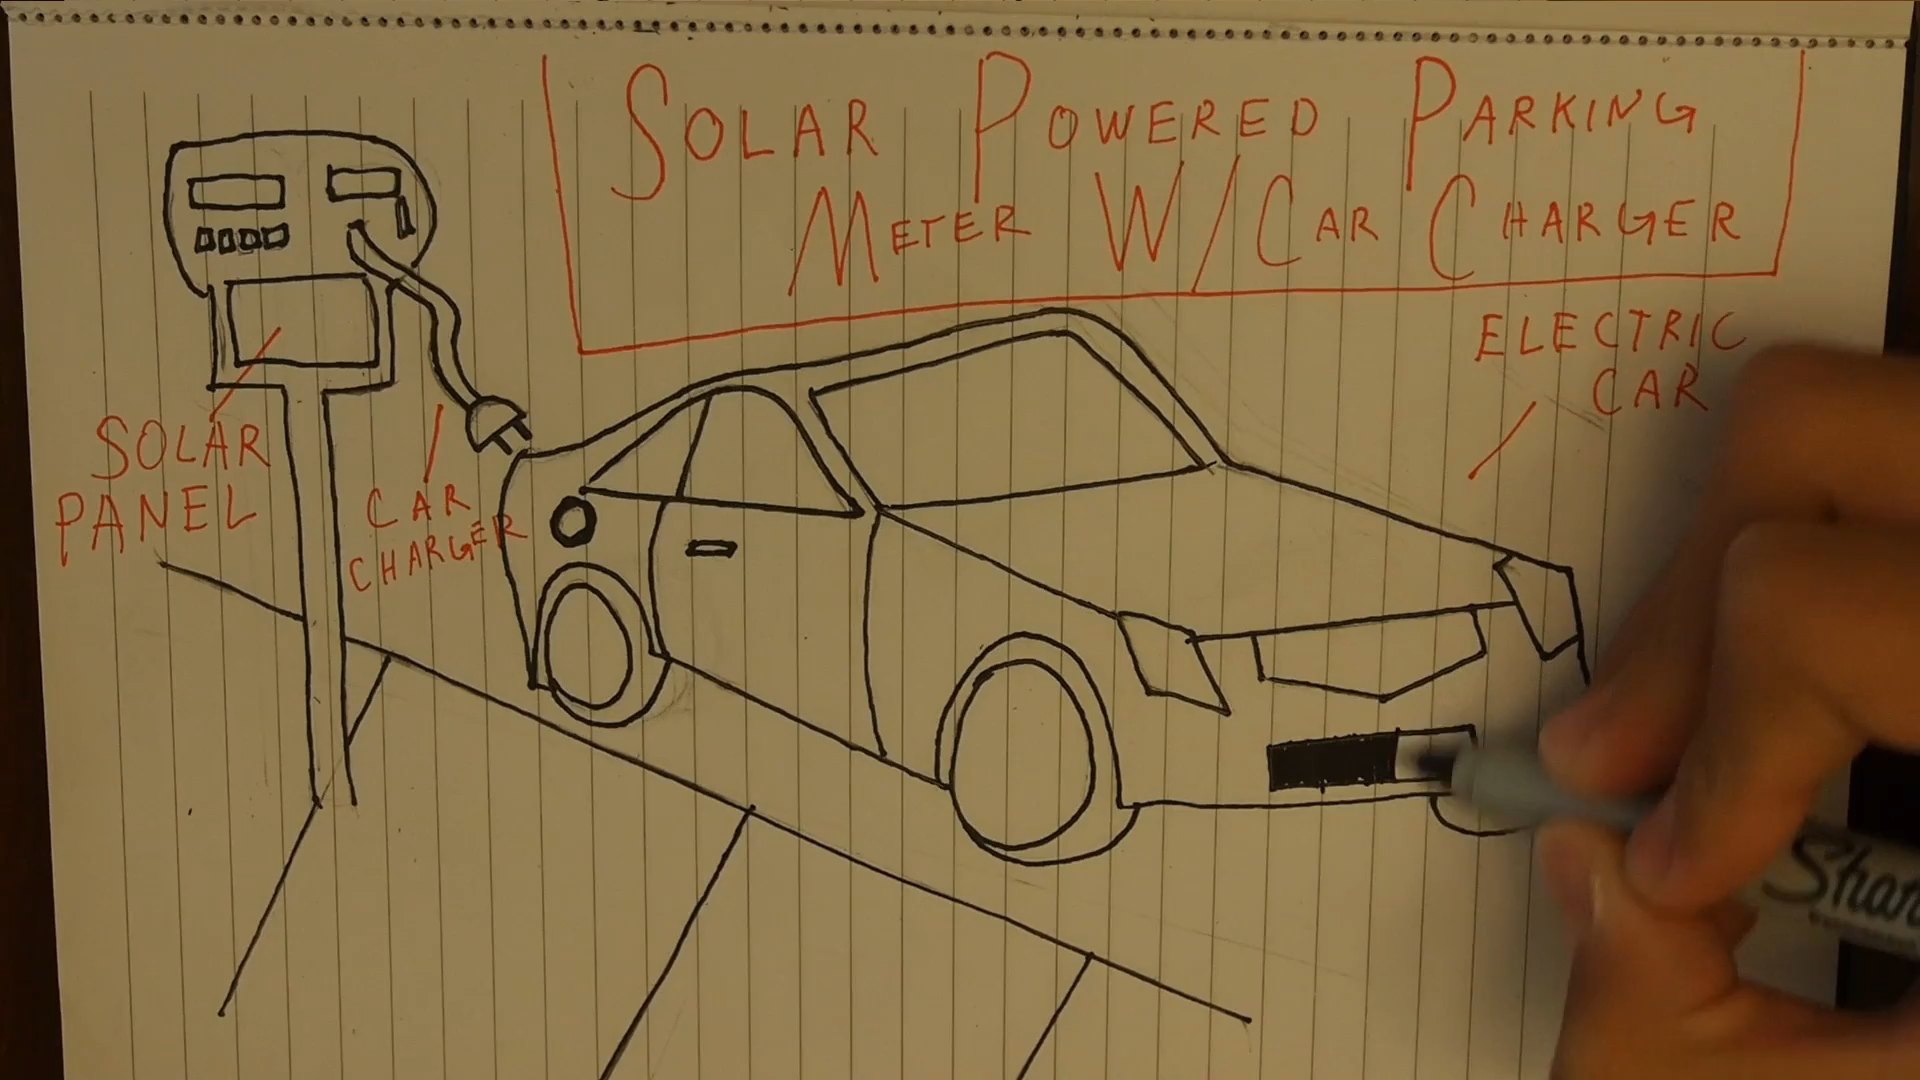 SOLAR POWERED PARKING
METER W/CAR CHARGER
ELECTRIC
CAR
SOLAR
PANEL
CAR
CHARGER